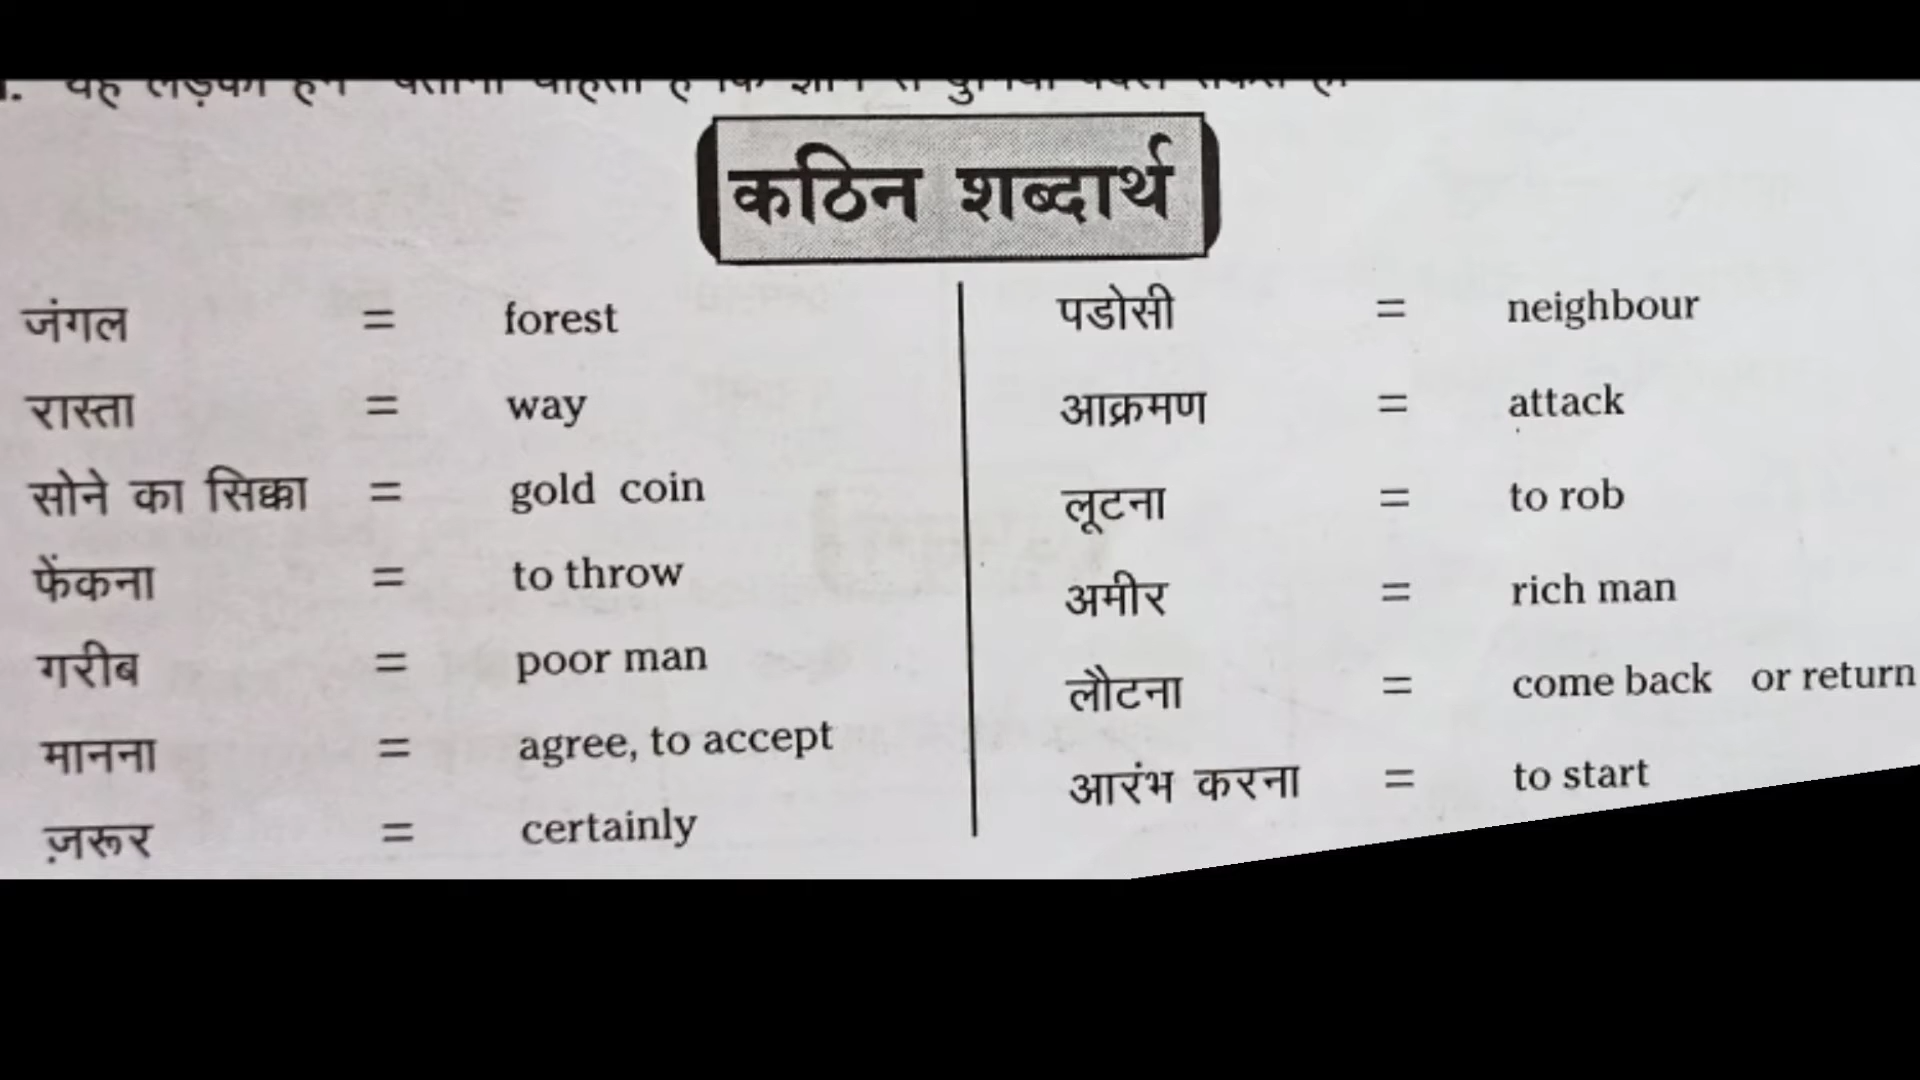 कठिन शब्दार्थ
जंगल = forest
रास्ता = way
सोने का सिक्का = gold coin
फेंकना = to throw
गरीब = poor man
मानना = agree, to accept
ज़रूर = certainly
पडोसी = neighbour
आक्रमण = attack
लूटना = to rob
अमीर = rich man
लौटना = come back or return
आरंभ करना = to start